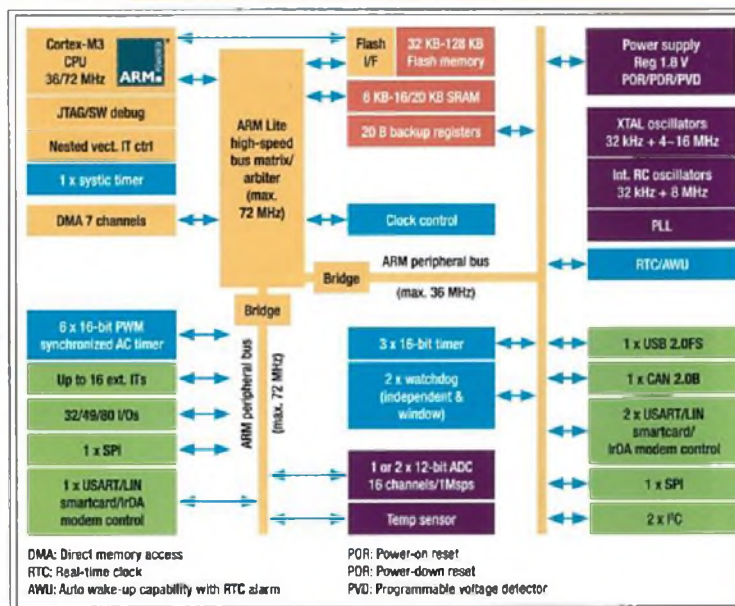 Cortex-M3
CPU
36/72 MHz
ARM
POWERED
JTAG/SW debug
Nested vect. IT ctrl
1 x systic timer
DMA 7 channels
ARM Lite
high-speed
bus matrix/
arbiter
(max.
72 MHz)
Flash
I/F
32 KB-128 KB
Flash memory
6 KB-16/20 KB SRAM
20 B backup registers
Clock control
Power supply
Reg 1.8 V
POR/PDR/PVD
XTAL oscillators
32 kHz + 4~16 MHz
Int. RC oscillators
32 kHz + 8 MHz
PLL
RTC/AWU
ARM peripheral bus
(max. 36 MHz)
Bridge
Bridge
ARM peripheral bus
(max. 72 MHz)
6 x 16-bit PWM
synchronized AC timer
Up to 16 ext. ITs
32/49/80 I/Os
1 x SPI
1 x USART/LIN
smartcard/IrDA
modem control
3 x 16-bit timer
2 x watchdog
(independent &
window)
1 or 2 x 12-bit ADC
16 channels/1Msps
Temp sensor
1 x USB 2.0FS
1 x CAN 2.0B
2 x USART/LIN
smartcard/
IrDA modem control
1 x SPI
2 x I²C
DMA: Direct memory access
RTC: Real-time clock
AWU: Auto wake-up capability with RTC alarm
POR: Power-on reset
PDR: Power-down reset
PVD: Programmable voltage detector